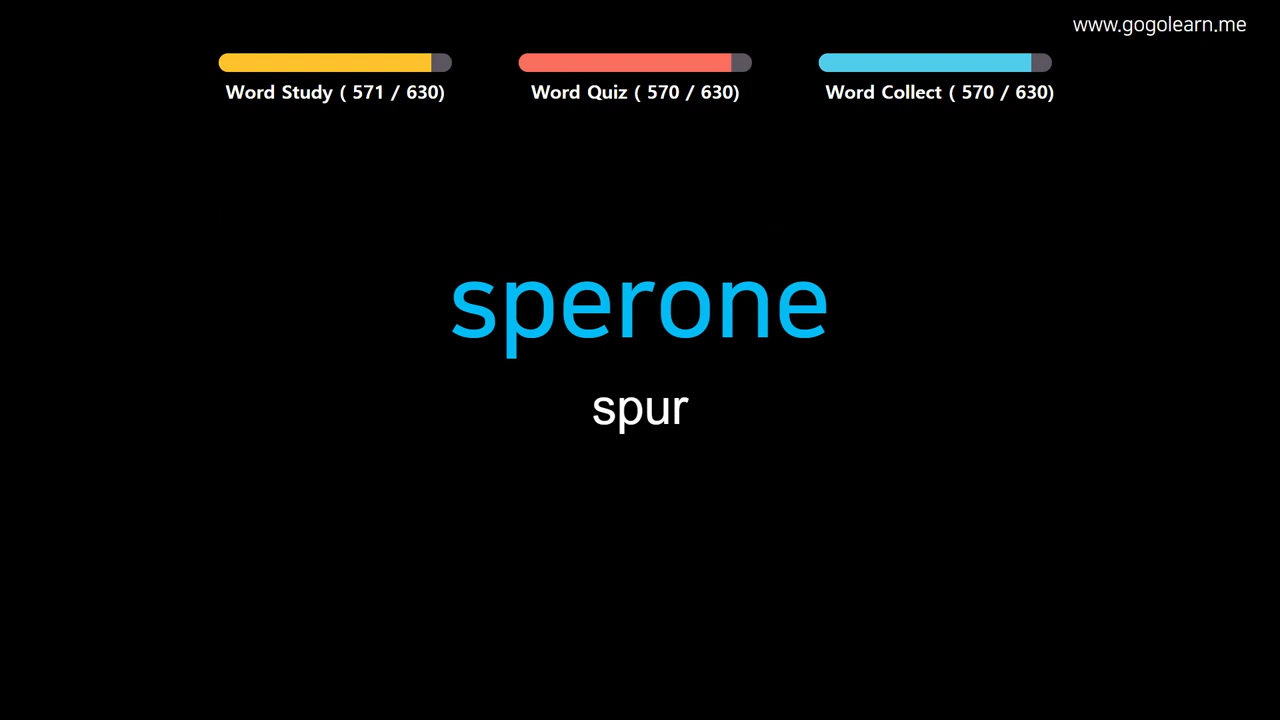 www.gogolearn.me
Word Study ( 571 / 630)
Word Quiz ( 570 / 630)
Word Collect ( 570 / 630)
sperone
spur